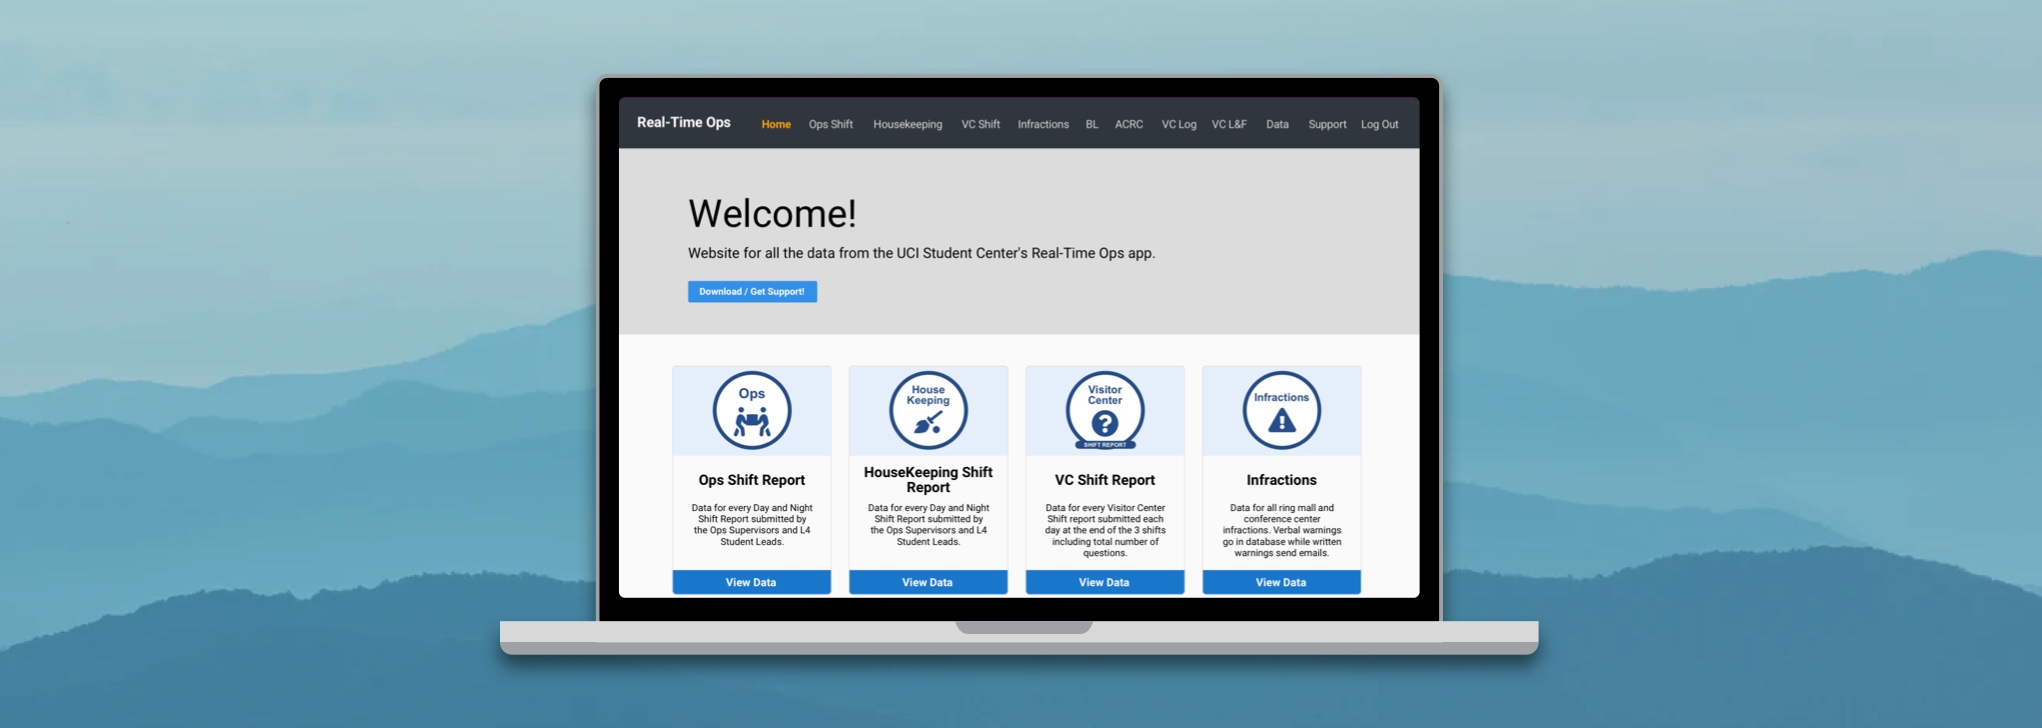 Real-Time Ops Home Ops Shift Housekeeping VC Shift Infractions BL ACRC VC Log VC L&F Data Support Log Out
Welcome!
Website for all the data from the UCI Student Center's Real-Time Ops app.
Download / Get Support!
Ops
House
Keeping
Visitor
Center
SHIFT REPORT
Infractions
Ops Shift Report
Data for every Day and Night
Shift Report submitted by
the Ops Supervisors and L4
Student Leads.
View Data
HouseKeeping Shift
Report
Data for every Day and Night
Shift Report submitted by
the Ops Supervisors and L4
Student Leads.
View Data
VC Shift Report
Data for every Visitor Center
Shift report submitted each
day at the end of the 3 shifts
including total number of
questions.
View Data
Infractions
Data for all ring mall and
conference center
infractions. Verbal warnings
go in database while written
warnings send emails.
View Data